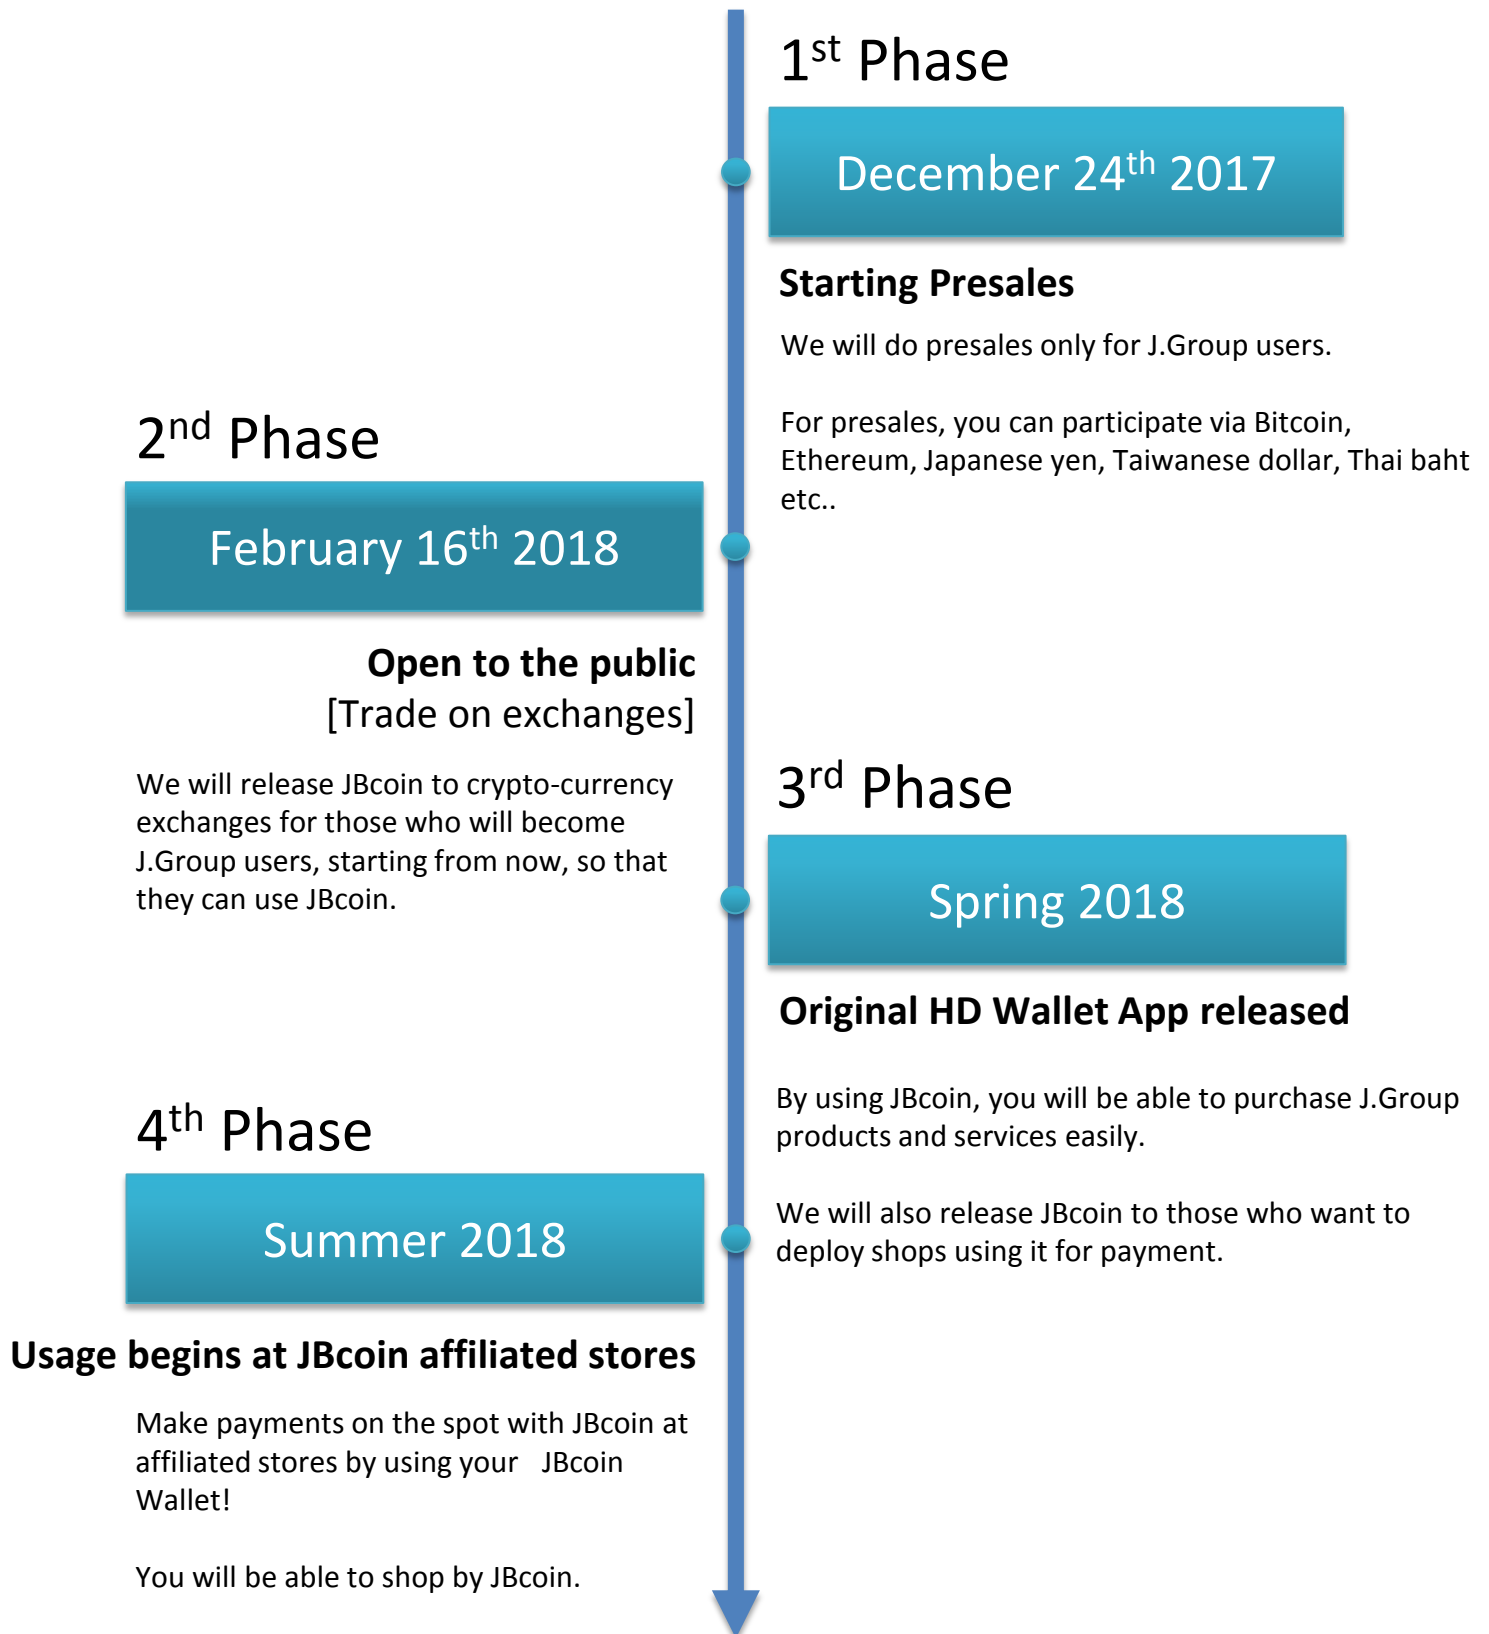 1st Phase
December 24th 2017
Starting Presales
We will do presales only for J.Group users.
For presales, you can participate via Bitcoin,
Ethereum, Japanese yen, Taiwanese dollar, Thai baht
etc..
2nd Phase
February 16th 2018
Open to the public
[Trade on exchanges]
We will release JBcoin to crypto-currency
exchanges for those who will become
J.Group users, starting from now, so that
they can use JBcoin.
3rd Phase
Spring 2018
Original HD Wallet App released
By using JBcoin, you will be able to purchase J.Group
products and services easily.
We will also release JBcoin to those who want to
deploy shops using it for payment.
4th Phase
Summer 2018
Usage begins at JBcoin affiliated stores
Make payments on the spot with JBcoin at
affiliated stores by using your JBcoin
Wallet!
You will be able to shop by JBcoin.